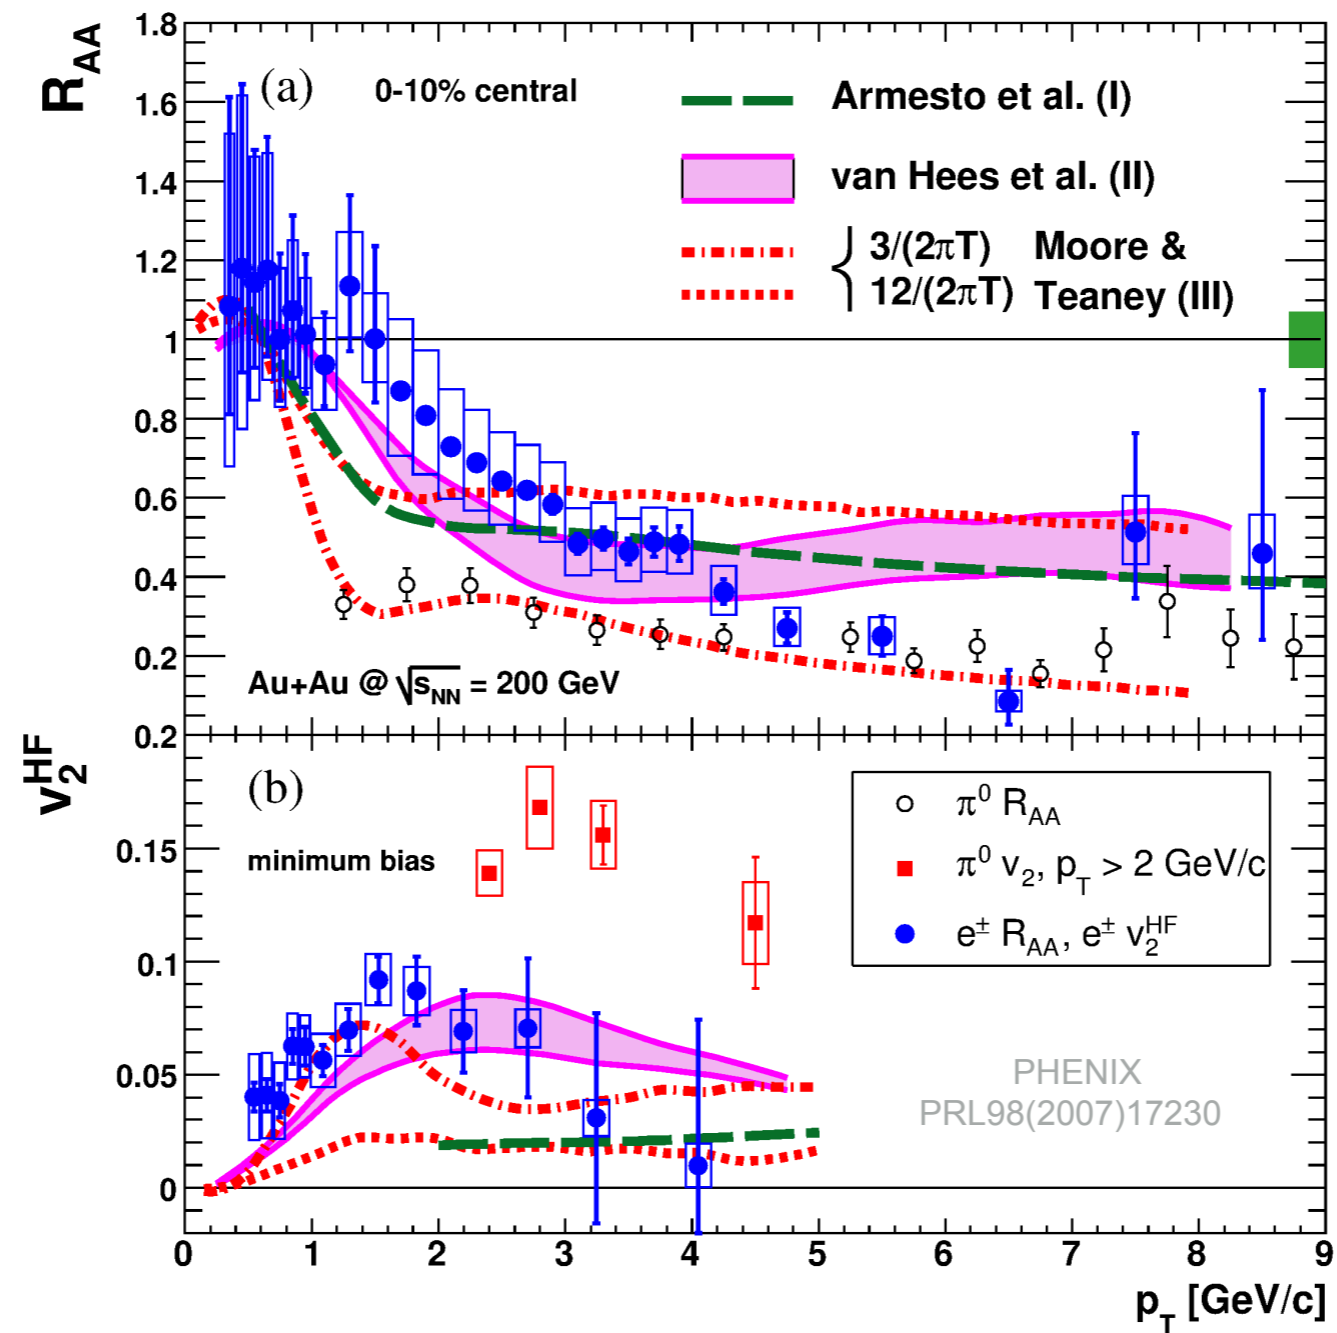 R_AA
1.8
1.6
1.4
1.2
1
0.8
0.6
0.4
0.2
(a)
0-10% central
Armesto et al. (I)
van Hees et al. (II)
3/(2πT)
12/(2πT)
Moore &
Teaney (III)
Au+Au @ √s_NN = 200 GeV
v_2^HF
0.2
0.15
0.1
0.05
0
(b)
minimum bias
π^0 R_AA
π^0 v_2, p_T > 2 GeV/c
e^± R_AA, e^± v_2^HF
PHENIX
PRL98(2007)17230
0 1 2 3 4 5 6 7 8 9
p_T [GeV/c]